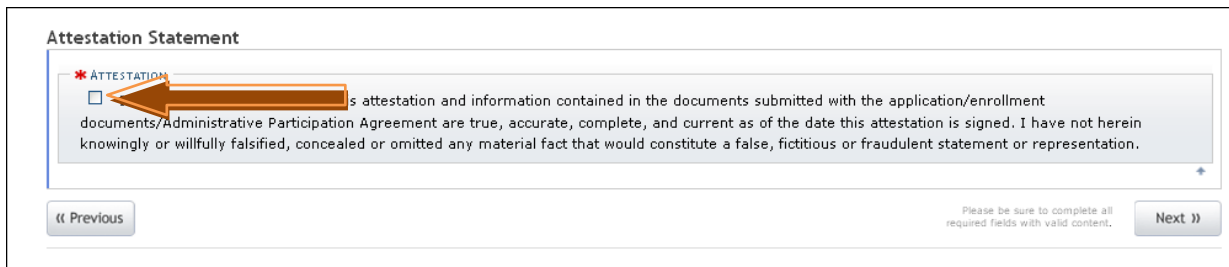 Attestation Statement
* ATTESTATION
s attestation and information contained in the documents submitted with the application/enrollment
documents/Administrative Participation Agreement are true, accurate, complete, and current as of the date this attestation is signed. I have not herein
knowingly or willfully falsified, concealed or omitted any material fact that would constitute a false, fictitious or fraudulent statement or representation.
« Previous
Please be sure to complete all
required fields with valid content.
Next »